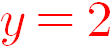 y = 2